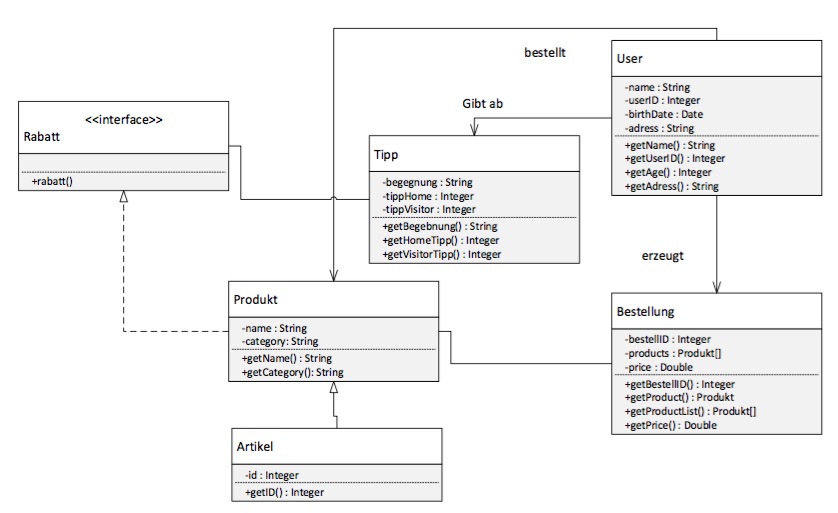 bestellt
User
-name : String
-userID : Integer
-birthDate : Date
-adress : String
+getName() : String
+getUserID() : Integer
+getAge() : Integer
+getAdress() : String
Gibt ab
<<interface>>
Rabatt
+rabatt()
Tipp
-begegnung : String
-tippHome : Integer
-tippVisitor : Integer
+getBegebnung() : String
+getHomeTipp() : Integer
+getVisitorTipp() : Integer
erzeugt
Produkt
-name : String
-category: String
+getName() : String
+getCategory(): String
Bestellung
-bestellID : Integer
-products : Produkt[]
-price : Double
+getBestellID() : Integer
+getProduct() : Produkt
+getProductList() : Produkt[]
+getPrice() : Double
Artikel
-id : Integer
+getID() : Integer